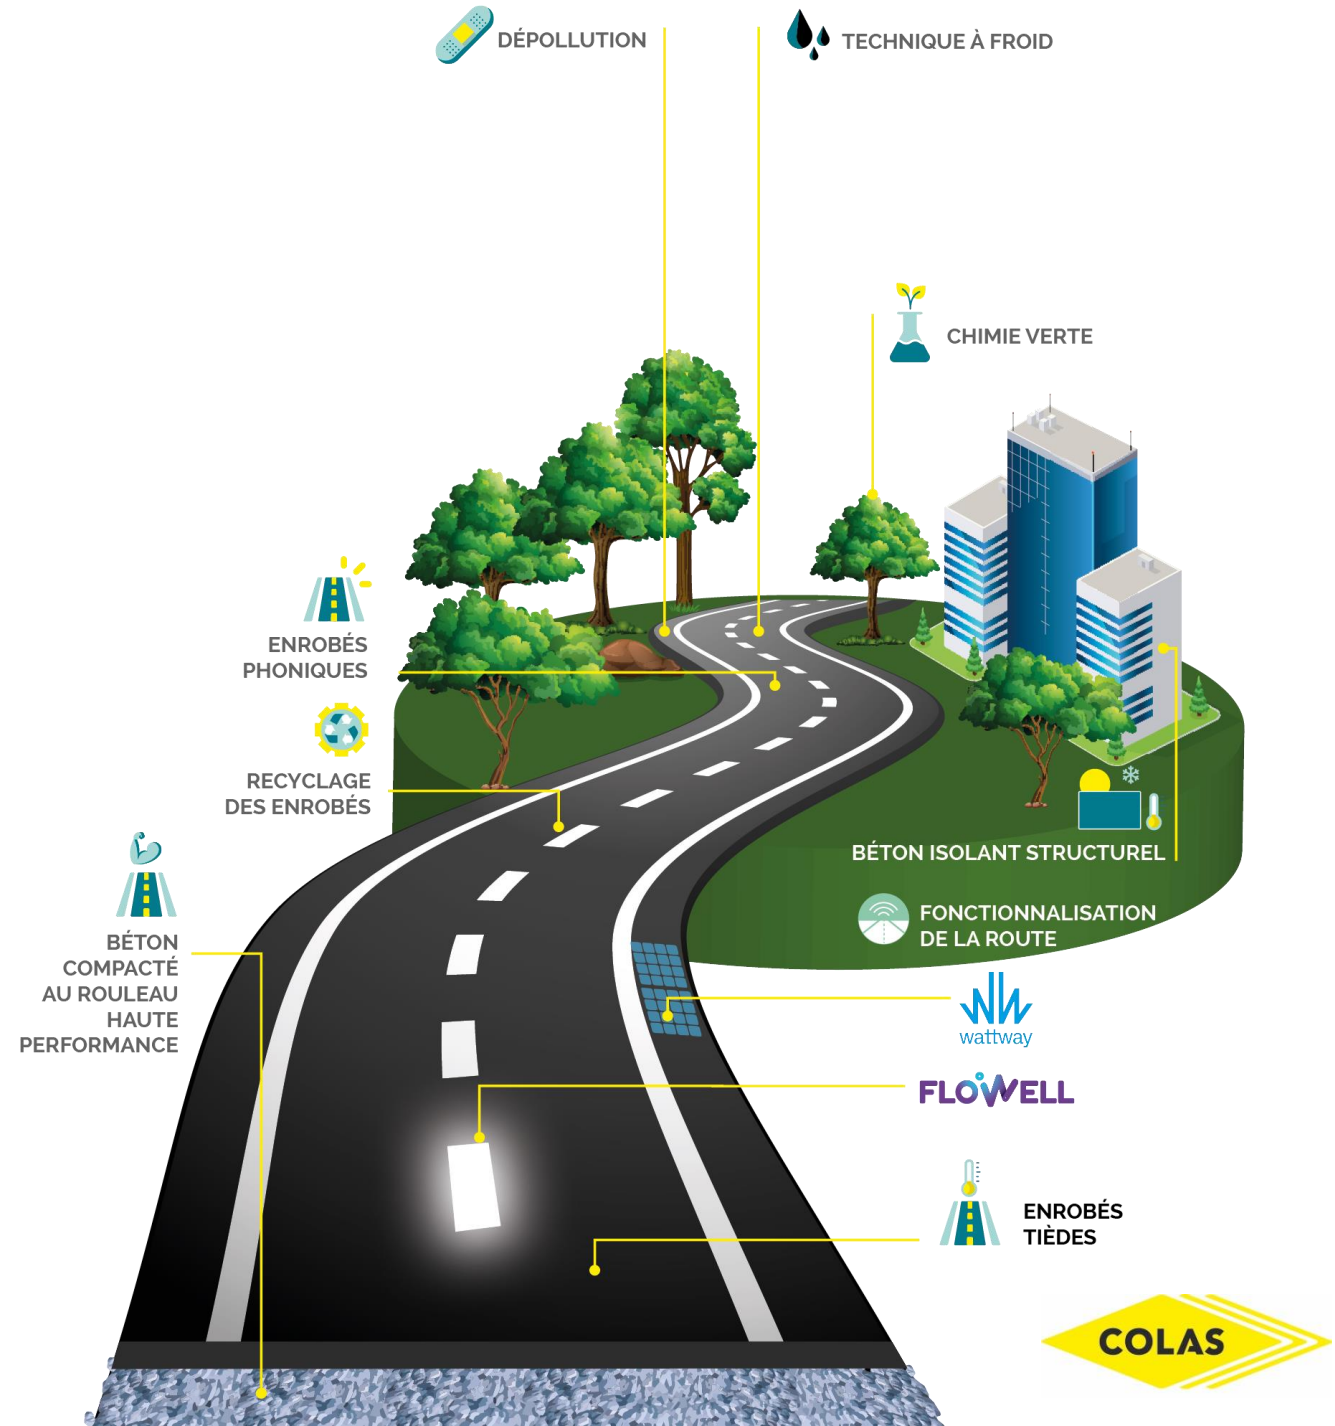 DÉPOLLUTION
TECHNIQUE À FROID
CHIMIE VERTE
ENROBÉS
PHONIQUES
RECYCLAGE
DES ENROBÉS
BÉTON ISOLANT STRUCTUREL
FONCTIONNALISATION
DE LA ROUTE
BÉTON
COMPACTÉ
AU ROULEAU
HAUTE
PERFORMANCE
wattway
FLOWELL
ENROBÉS
TIÈDES
COLAS